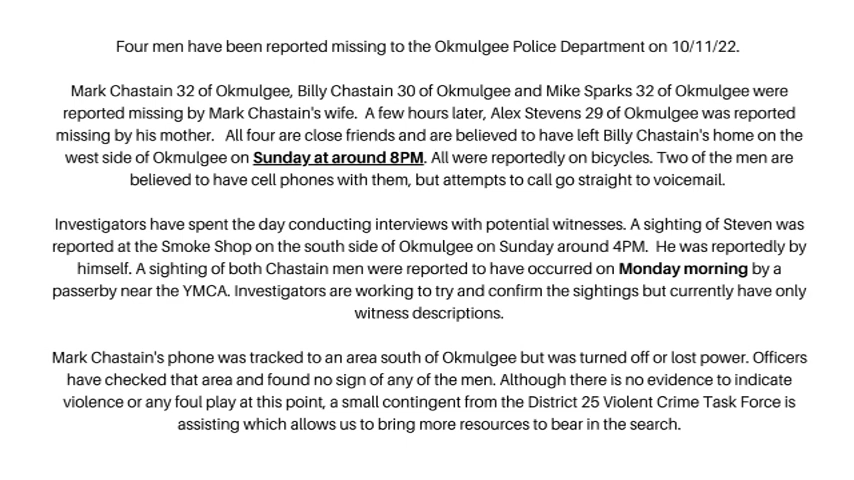 Four men have been reported missing to the Okmulgee Police Department on 10/11/22.
Mark Chastain 32 of Okmulgee, Billy Chastain 30 of Okmulgee and Mike Sparks 32 of Okmulgee were
reported missing by Mark Chastain's wife. A few hours later, Alex Stevens 29 of Okmulgee was reported
missing by his mother. All four are close friends and are believed to have left Billy Chastain's home on the
west side of Okmulgee on Sunday at around 8PM. All were reportedly on bicycles. Two of the men are
believed to have cell phones with them, but attempts to call go straight to voicemail.
Investigators have spent the day conducting interviews with potential witnesses. A sighting of Steven was
reported at the Smoke Shop on the south side of Okmulgee on Sunday around 4PM. He was reportedly by
himself. A sighting of both Chastain men were reported to have occurred on Monday morning by a
passerby near the YMCA. Investigators are working to try and confirm the sightings but currently have only
witness descriptions.
Mark Chastain's phone was tracked to an area south of Okmulgee but was turned off or lost power. Officers
have checked that area and found no sign of any of the men. Although there is no evidence to indicate
violence or any foul play at this point, a small contingent from the District 25 Violent Crime Task Force is
assisting which allows us to bring more resources to bear in the search.